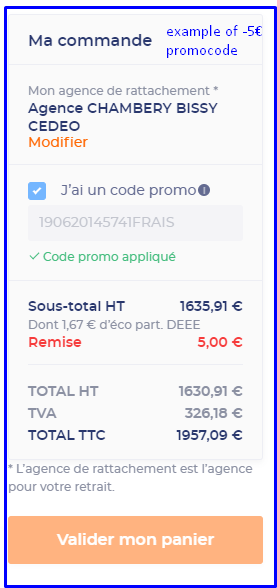 Ma commande
example of -5€
promocode
Mon agence de rattachement *
Agence CHAMBERY BISSY
CEDEO
Modifier
J'ai un code promo i
190620145741FRAIS
Code promo appliqué
Sous-total HT 1635,91 €
Dont 1,67 € d'éco part. DEEE
Remise 5,00 €
TOTAL HT 1630,91 €
TVA 326,18 €
TOTAL TTC 1957,09 €
* L'agence de rattachement est l'agence
pour votre retrait.
Valider mon panier